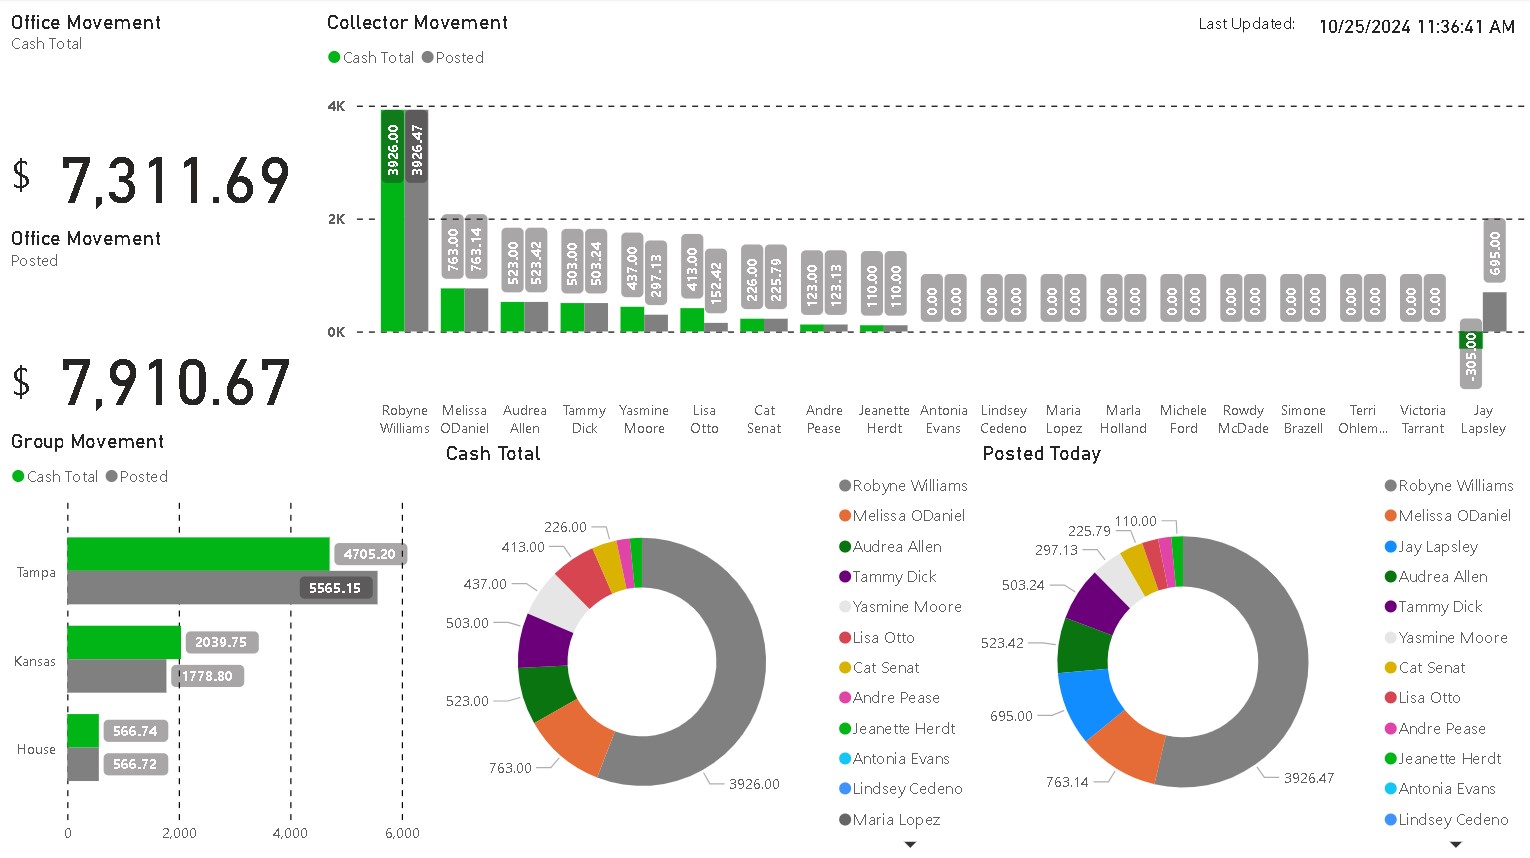 Office Movement
Cash Total
$ 7,311.69
Office Movement
Posted
$ 7,910.67
Collector Movement
Cash Total Posted
Last Updated: 10/25/2024 11:36:41 AM
4K
2K
0K
3926.00 3926.47
763.00 763.14
523.00 523.42
503.00 503.24
437.00 297.13
413.00 152.42
226.00 225.79
123.00 123.13
110.00 110.00
0.00 0.00
0.00 0.00
0.00 0.00
0.00 0.00
0.00 0.00
0.00 0.00
0.00 0.00
0.00 0.00
0.00 0.00
-305.00 695.00
Robyne Williams
Melissa ODaniel
Audrea Allen
Tammy Dick
Yasmine Moore
Lisa Otto
Cat Senat
Andre Pease
Jeanette Herdt
Antonia Evans
Lindsey Cedeno
Maria Lopez
Marla Holland
Michele Ford
Rowdy McDade
Simone Brazell
Terri Ohlem...
Victoria Tarrant
Jay Lapsley
Group Movement
Cash Total Posted
Tampa
4705.20
5565.15
Kansas
2039.75
1778.80
House
566.74
566.72
0 2,000 4,000 6,000
Cash Total
226.00
413.00
437.00
503.00
523.00
763.00
3926.00
Robyne Williams
Melissa ODaniel
Audrea Allen
Tammy Dick
Yasmine Moore
Lisa Otto
Cat Senat
Andre Pease
Jeanette Herdt
Antonia Evans
Lindsey Cedeno
Maria Lopez
Posted Today
110.00
225.79
297.13
503.24
523.42
695.00
763.14
3926.47
Robyne Williams
Melissa ODaniel
Jay Lapsley
Audrea Allen
Tammy Dick
Yasmine Moore
Cat Senat
Lisa Otto
Andre Pease
Jeanette Herdt
Antonia Evans
Lindsey Cedeno